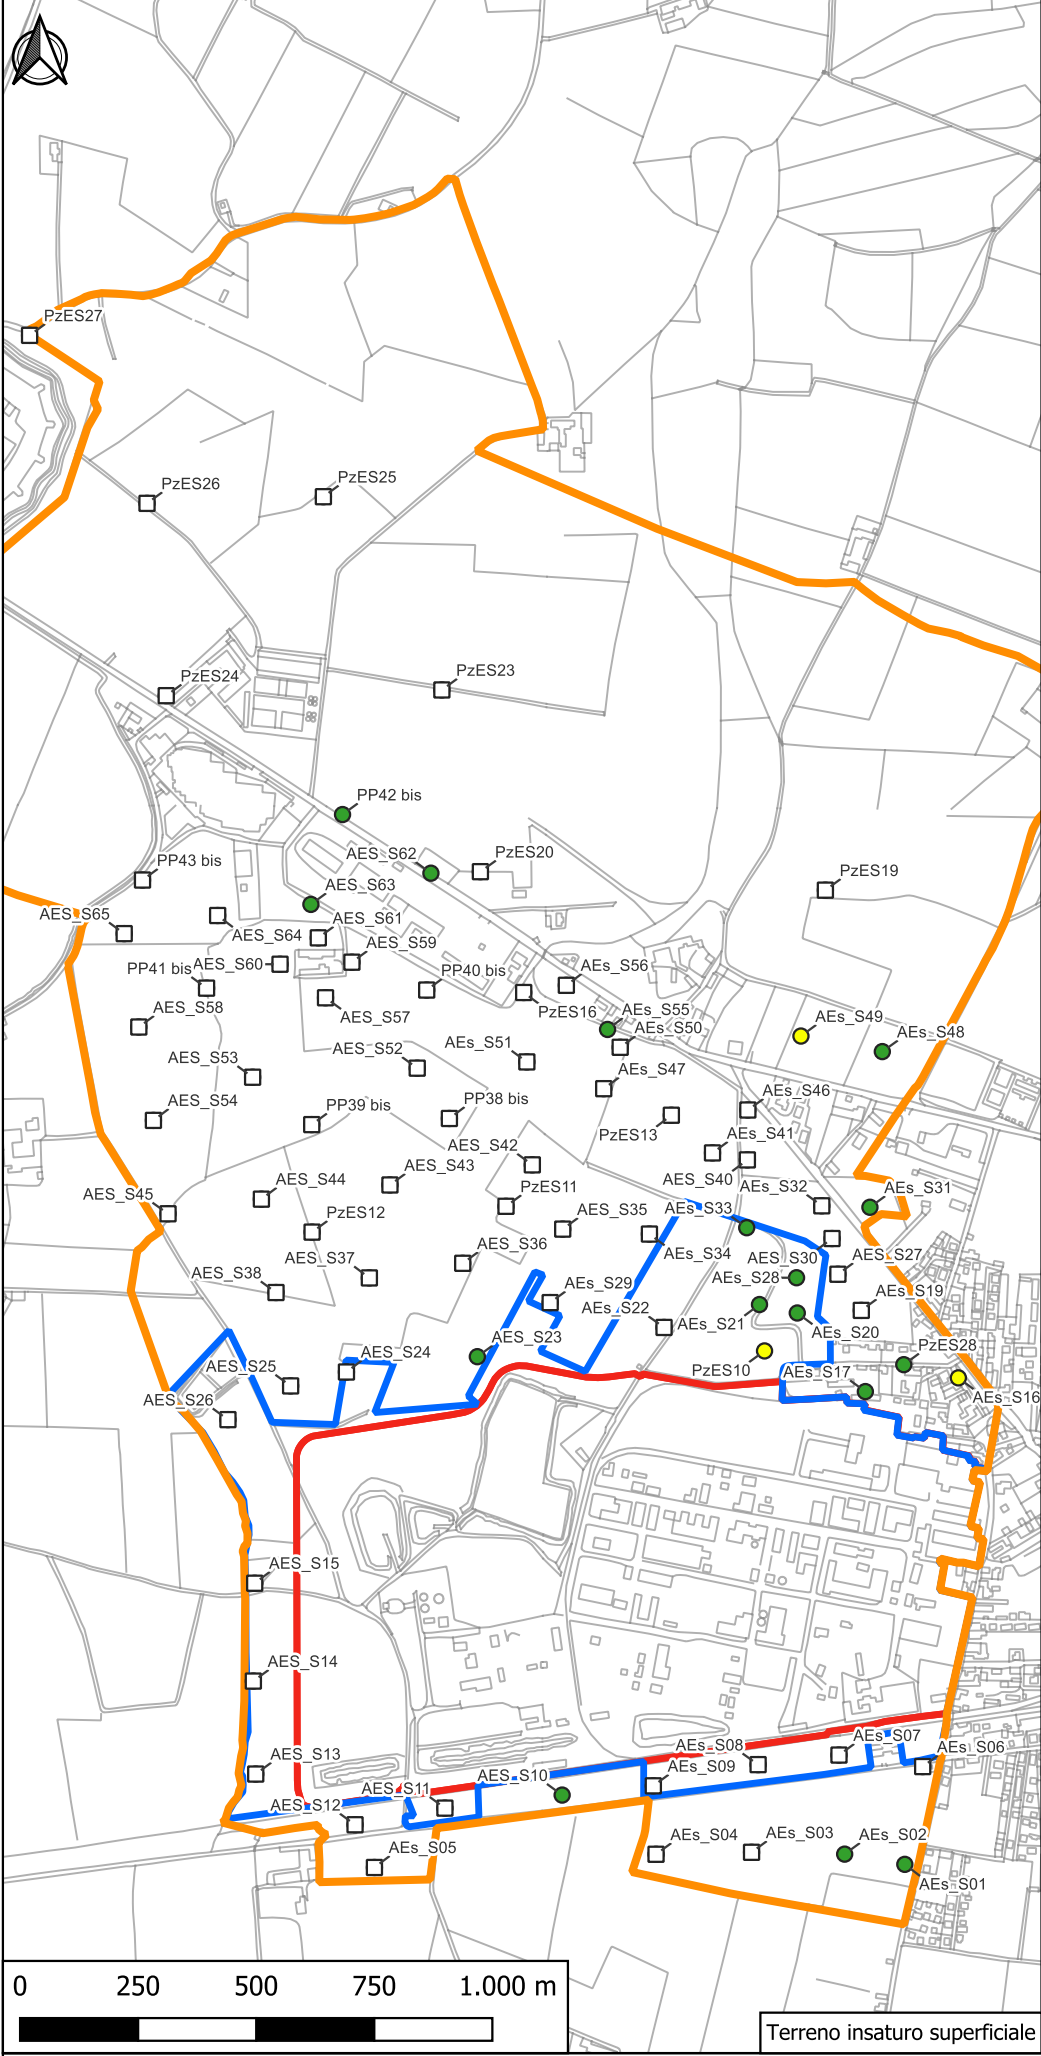 PzES27
PzES26
PzES25
PzES24
PzES23
PP42 bis
AES_S62
PzES20
PP43 bis
AES_S63
PzES19
AES_S65
AES_S61
AES_S64
AES_S59
PP41 bis
AES_S60
PP40 bis
AEs_S56
AES_S58
AES_S57
PzES16
AEs_S55
AEs_S49
AEs_S50
AEs_S48
AES_S53
AES_S52
AEs_S51
AEs_S47
AES_S54
PP39 bis
PP38 bis
PzES13
AEs_S46
AEs_S41
AES_S42
AES_S43
AES_S40
AES_S44
PzES11
AEs_S32
AEs_S31
AES_S45
PzES12
AES_S35
AEs_S33
AES_S36
AEs_S34
AES_S37
AES_S30
AES_S27
AES_S38
AEs_S28
AEs_S29
AEs_S19
AEs_S22
AEs_S21
AEs_S20
AES_S23
PzES28
AES_S24
PzES10
AES_S25
AES_S17
AES_S26
AEs_S16
AES_S15
AES_S14
AEs_S07
AEs_S08
AEs_S06
AES_S13
AEs_S09
AES_S10
AES_S11
AES_S12
AEs_S05
AEs_S04
AEs_S03
AEs_S02
AEs_S01
0 250 500 750 1.000 m
Terreno insaturo superficiale